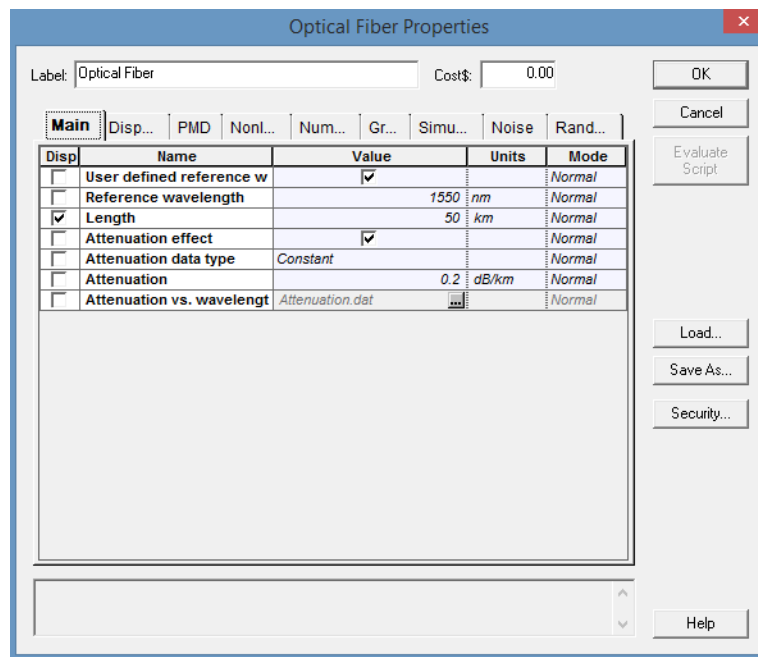 Optical Fiber Properties
Label: Optical Fiber Cost$: 0.00 OK
Cancel
Main Disp... PMD Nonl... Num... Gr... Simu... Noise Rand...
Evaluate Script
Disp Name Value Units Mode
User defined reference w Normal
Reference wavelength 1550 nm Normal
Length 50 km Normal
Attenuation effect Normal
Attenuation data type Constant Normal
Attenuation 0.2 dB/km Normal
Attenuation vs. wavelengt Attenuation.dat ... Normal
Load...
Save As...
Security...
Help